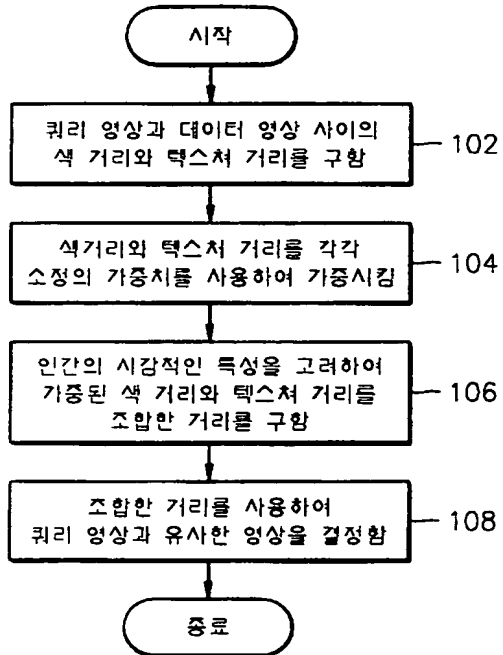 시작
쿼리 영상과 데이터 영상 사이의
색 거리와 텍스쳐 거리를 구함
102
색거리와 텍스쳐 거리를 각각
소정의 가중치를 사용하여 가중시킴
104
인간의 시감적인 특성을 고려하여
가중된 색 거리와 텍스쳐 거리를
조합한 거리를 구함
106
조합한 거리를 사용하여
쿼리 영상과 유사한 영상을 결정함
108
종료